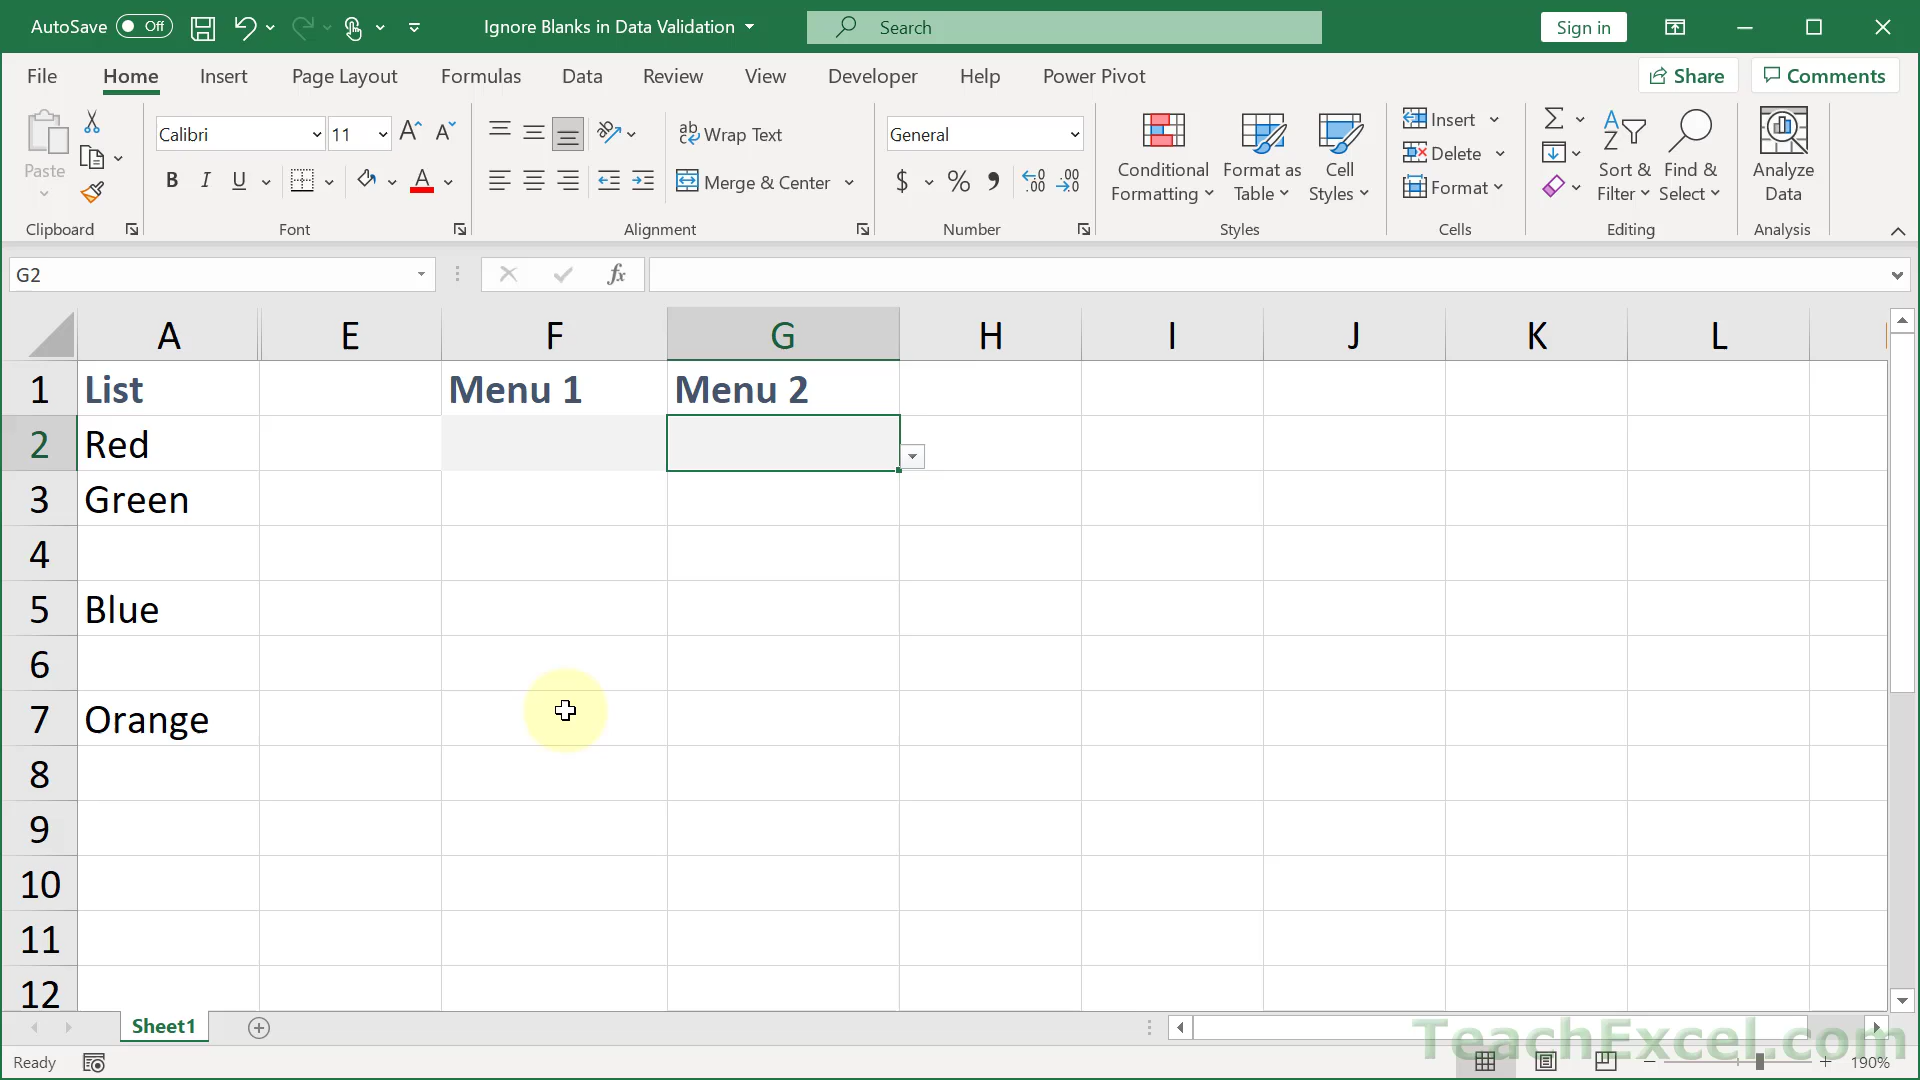 AutoSave Off Ignore Blanks in Data Validation Search Sign in
File Home Insert Page Layout Formulas Data Review View Developer Help Power Pivot Share Comments
Paste
Clipboard
Calibri 11
B I U A
Font
ab Wrap Text
Merge & Center
Alignment
General
$ % ,
Number
Conditional Formatting
Format as Table
Cell Styles
Styles
Insert
Delete
Format
Cells
Sort & Filter
Find & Select
Editing
Analyze Data
Analysis
G2 fx
A E F G H I J K L
1 List Menu 1 Menu 2
2 Red
3 Green
4
5 Blue
6
7 Orange
8
9
10
11
12
Sheet1
TeachExcel.com
Ready 190%